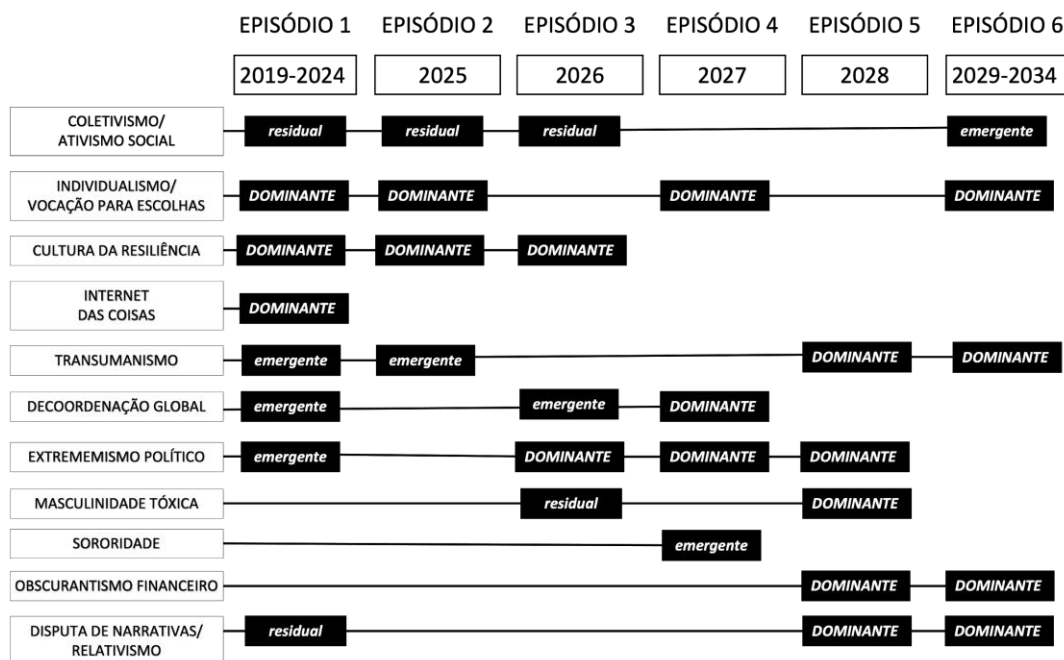 EPISÓDIO 1 EPISÓDIO 2 EPISÓDIO 3 EPISÓDIO 4 EPISÓDIO 5 EPISÓDIO 6
2019-2024 2025 2026 2027 2028 2029-2034
COLETIVISMO/
ATIVISMO SOCIAL
residual residual residual emergente
INDIVIDUALISMO/
VOCAÇÃO PARA ESCOLHAS
DOMINANTE DOMINANTE DOMINANTE DOMINANTE
CULTURA DA RESILIÊNCIA DOMINANTE DOMINANTE DOMINANTE
INTERNET
DAS COISAS
DOMINANTE
TRANSUMANISMO emergente emergente DOMINANTE DOMINANTE
DECOORDENAÇÃO GLOBAL emergente emergente DOMINANTE
EXTREMEMISMO POLÍTICO emergente DOMINANTE DOMINANTE DOMINANTE
MASCULINIDADE TÓXICA residual DOMINANTE
SORORIDADE emergente
OBSCURANTISMO FINANCEIRO DOMINANTE DOMINANTE
DISPUTA DE NARRATIVAS/
RELATIVISMO
residual DOMINANTE DOMINANTE